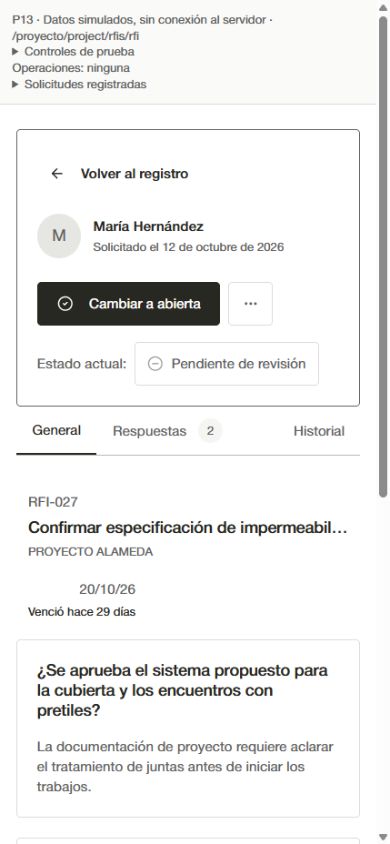 P13 · Datos simulados, sin conexión al servidor ·
/proyecto/project/rfis/rfi
Controles de prueba
Operaciones: ninguna
Solicitudes registradas
Volver al registro
M
María Hernández
Solicitado el 12 de octubre de 2026
Cambiar a abierta
Estado actual:
Pendiente de revisión
General
Respuestas
2
Historial
RFI-027
Confirmar especificación de impermeabil...
PROYECTO ALAMEDA
20/10/26
Venció hace 29 días
¿Se aprueba el sistema propuesto para
la cubierta y los encuentros con
pretiles?
La documentación de proyecto requiere aclarar
el tratamiento de juntas antes de iniciar los
trabajos.